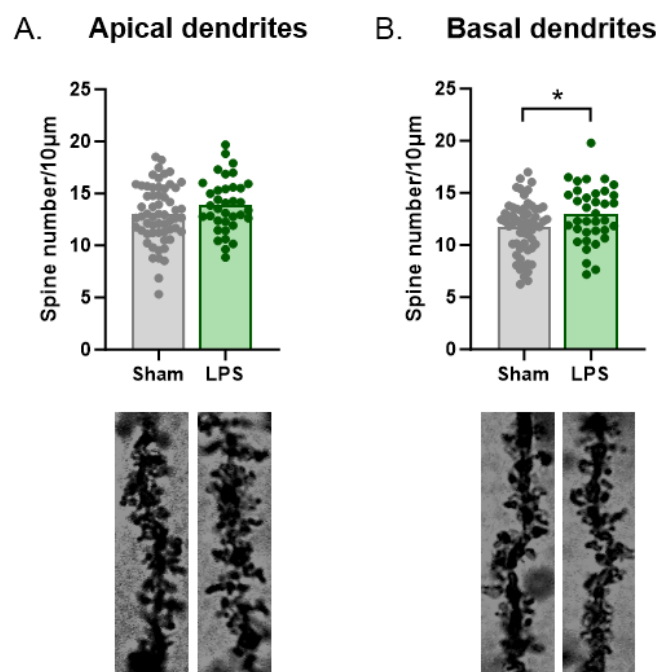 A. Apical dendrites
Spine number/10µm
25
20
15
10
5
0
Sham LPS
B. Basal dendrites
Spine number/10µm
25
20
15
10
5
0
*
Sham LPS